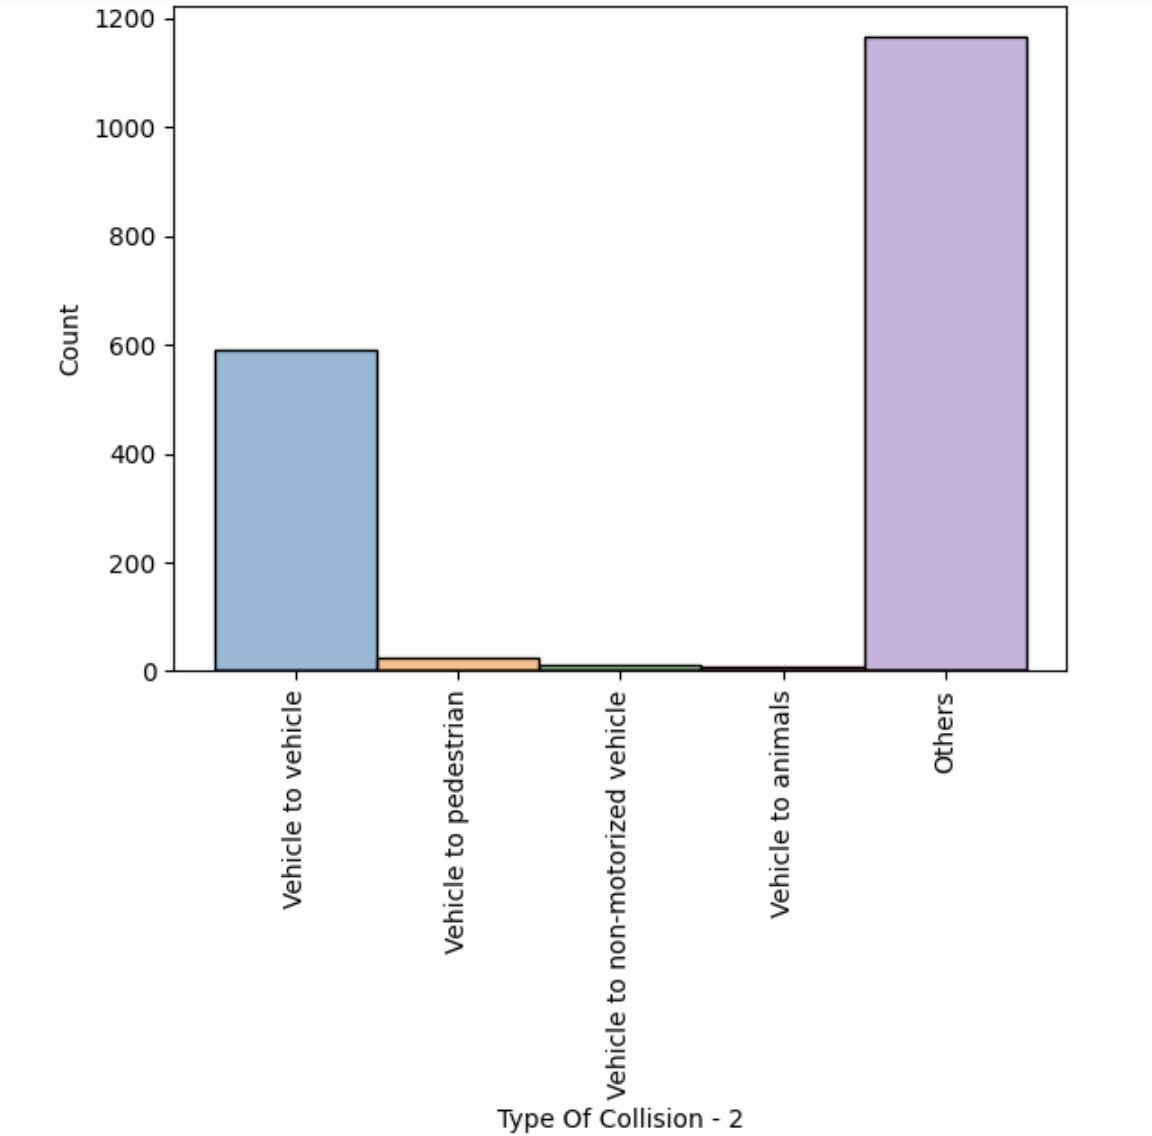 1200
1000
800
600
400
200
0
Count
Vehicle to vehicle
Vehicle to pedestrian
Vehicle to non-motorized vehicle
Vehicle to animals
Others
Type Of Collision - 2